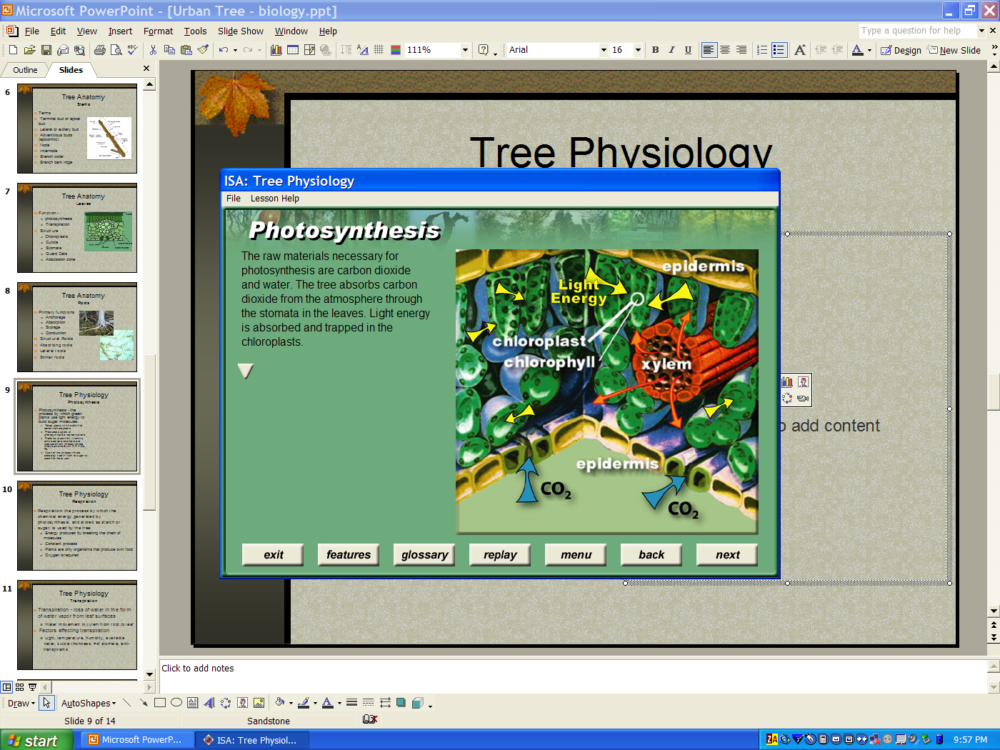 Microsoft PowerPoint - [Urban Tree - biology.ppt]
File Edit View Insert Format Tools Slide Show Window Help
Type a question for help
111%
Arial
16
B I U
Design
New Slide
Outline
Slides
6
Tree Anatomy
Stems
Terms
Terminal bud or apical
bud
Lateral or axillary bud
Adventitious buds
(epicormic)
Node
Internode
Branch collar
Branch bark ridge
7
Tree Anatomy
Leaves
Function -
photosynthesis
Transpiration
Structure
Chloroplasts
Cuticle
Stomata
Guard Cells
Abscission zone
8
Tree Anatomy
Roots
Primary functions
Anchorage
Absorption
Storage
Conduction
Structural Roots
Absorbing roots
Lateral roots
Sinker roots
9
Tree Physiology
Photosynthesis
Photosynthesis - the
process by which green
plants use light energy to
build sugar molecules.
10
Tree Physiology
Respiration
Respiration- the process by which the
chemical energy generated by
photosynthesis, and stored as starch or
sugar, is used by the tree.
Energy produced by breaking the chain of
molecules
Constant process
Plants are only organisms that produce own food
Oxygen is required
11
Tree Physiology
Transpiration
Transpiration - loss of water in the form
of water vapor from leaf surfaces
Water movement in xylem from root to leaf
Factors affecting transpiration
Light, temperature, humidity, available
water, cuticle thickness, #of stomata, anti-
transpirants
Tree Physiology
add content
ISA: Tree Physiology
File Lesson Help
Photosynthesis
The raw materials necessary for
photosynthesis are carbon dioxide
and water. The tree absorbs carbon
dioxide from the atmosphere through
the stomata in the leaves. Light energy
is absorbed and trapped in the
chloroplasts.
epidermis
Light
Energy
chloroplast
chlorophyll
xylem
epidermis
CO2
CO2
exit
features
glossary
replay
menu
back
next
Click to add notes
Draw
AutoShapes
Slide 9 of 14
Sandstone
start
Microsoft PowerP...
ISA: Tree Physiol...
ZA
9:57 PM